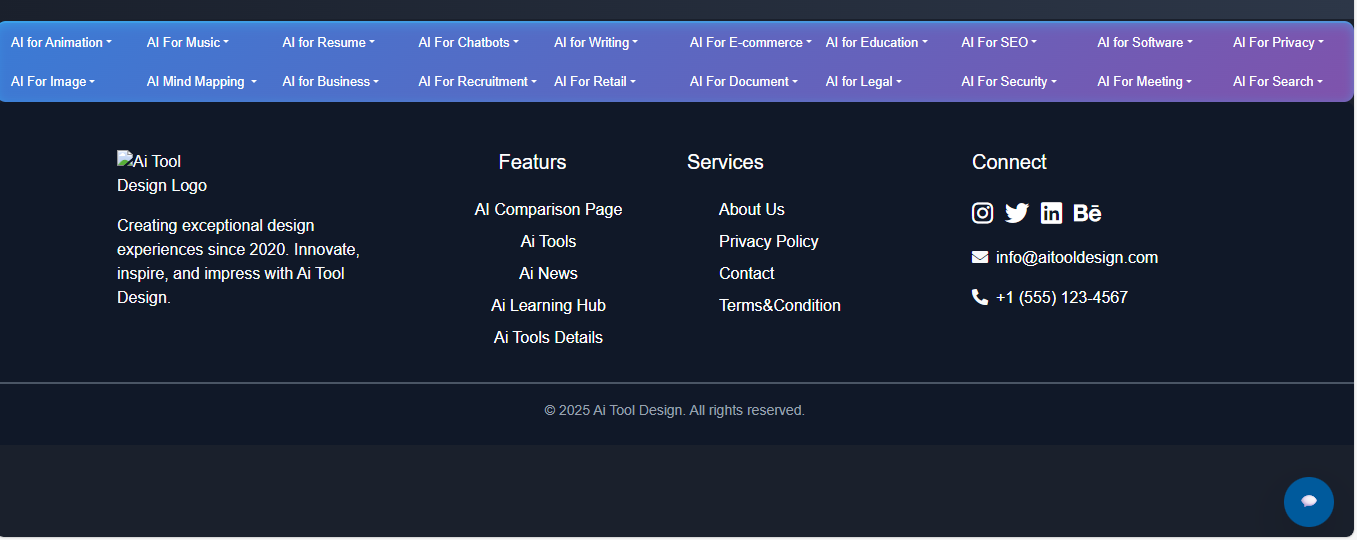 AI for Animation AI For Music AI for Resume AI For Chatbots AI for Writing AI For E-commerce AI for Education AI For SEO AI for Software AI For Privacy
AI For Image AI Mind Mapping AI for Business AI For Recruitment AI For Retail AI For Document AI for Legal AI For Security AI For Meeting AI For Search
Ai Tool
Design Logo
Creating exceptional design
experiences since 2020. Innovate,
inspire, and impress with Ai Tool
Design.
Featurs
AI Comparison Page
Ai Tools
Ai News
Ai Learning Hub
Ai Tools Details
Services
About Us
Privacy Policy
Contact
Terms&Condition
Connect
Bē
info@aitooldesign.com
+1 (555) 123-4567
© 2025 Ai Tool Design. All rights reserved.